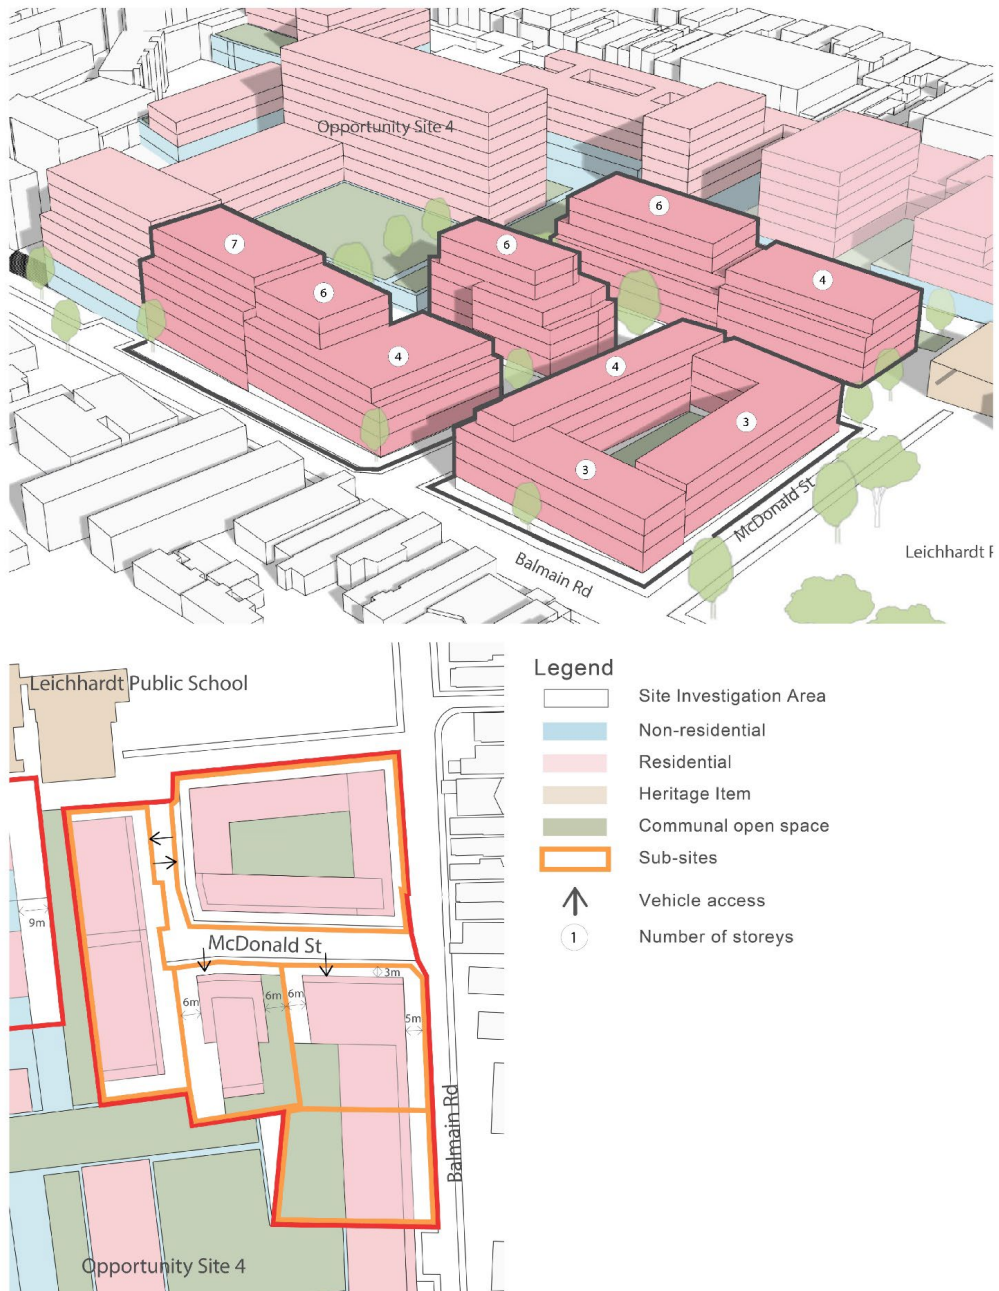 Opportunity Site 4
6
7
6
4
6
4
4
3
3
McDonald St
Balmain Rd
Leichhardt P
Leichhardt Public School
9m
McDonald St
3m
6m
6m
6m
5m
Balmain Rd
Opportunity Site 4
Legend
Site Investigation Area
Non-residential
Residential
Heritage Item
Communal open space
Sub-sites
Vehicle access
1
Number of storeys